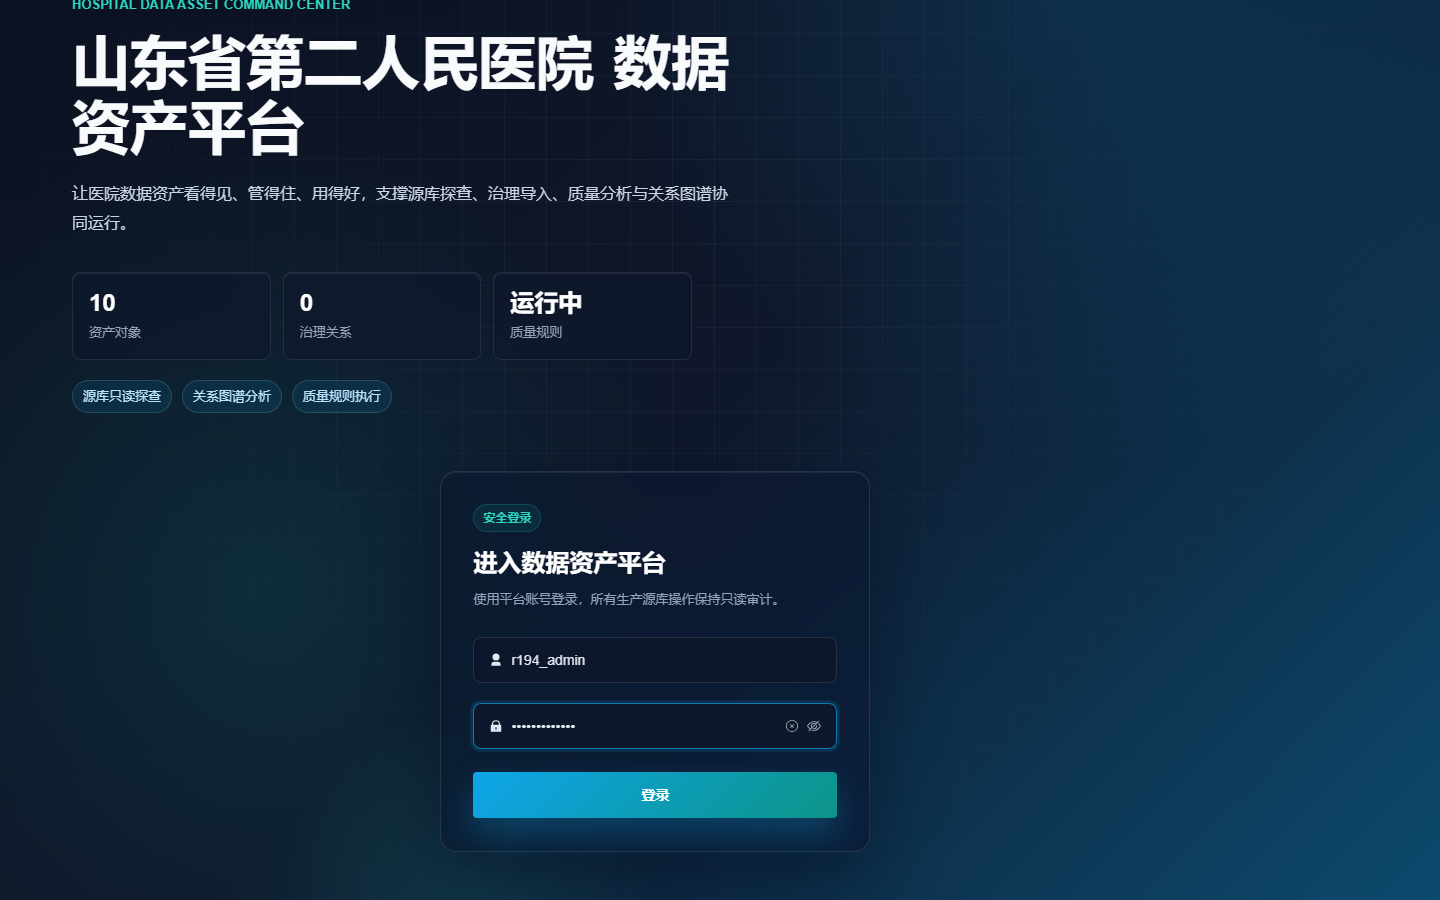 HOSPITAL DATA ASSET COMMAND CENTER
山东省第二人民医院 数据
资产平台
让医院数据资产看得见、管得住、用得好，支撑源库探查、治理导入、质量分析与关系图谱协
同运行。
10
资产对象
0
治理关系
运行中
质量规则
源库只读探查
关系图谱分析
质量规则执行
安全登录
进入数据资产平台
使用平台账号登录，所有生产源库操作保持只读审计。
r194_admin
•••••••••••••
登录